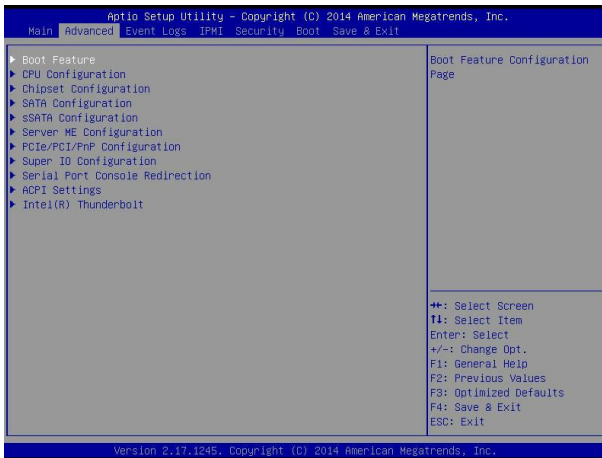 Aptio Setup Utility – Copyright (C) 2014 American Megatrends, Inc.
Main Advanced Event Logs IPMI Security Boot Save & Exit
▶ Boot Feature
▶ CPU Configuration
▶ Chipset Configuration
▶ SATA Configuration
▶ sSATA Configuration
▶ Server ME Configuration
▶ PCIe/PCI/PnP Configuration
▶ Super IO Configuration
▶ Serial Port Console Redirection
▶ ACPI Settings
▶ Intel(R) Thunderbolt
Boot Feature Configuration
Page
→←: Select Screen
↑↓: Select Item
Enter: Select
+/-: Change Opt.
F1: General Help
F2: Previous Values
F3: Optimized Defaults
F4: Save & Exit
ESC: Exit
Version 2.17.1245. Copyright (C) 2014 American Megatrends, Inc.